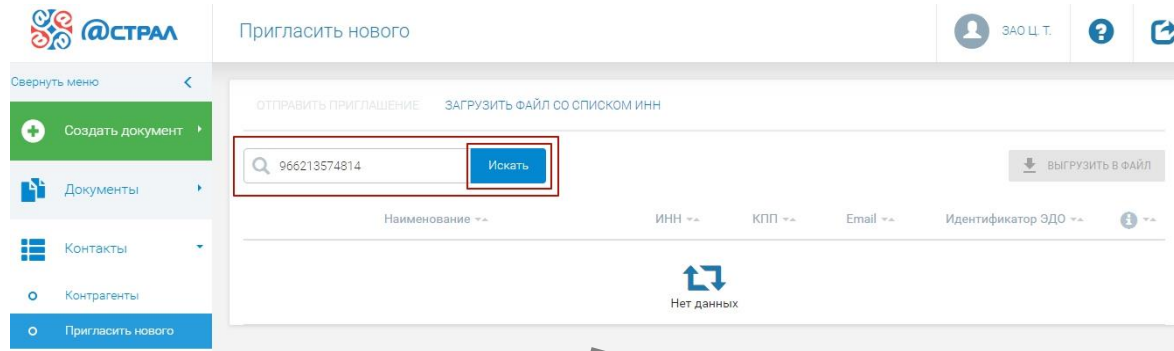 @СТРАЛ
Пригласить нового
ЗАО Ц. Т.
Свернуть меню
Создать документ
Документы
Контакты
Контрагенты
Пригласить нового
ОТПРАВИТЬ ПРИГЛАШЕНИЕ ЗАГРУЗИТЬ ФАЙЛ СО СПИСКОМ ИНН
966213574814 Искать
ВЫГРУЗИТЬ В ФАЙЛ
Наименование ИНН КПП Email Идентификатор ЭДО
Нет данных